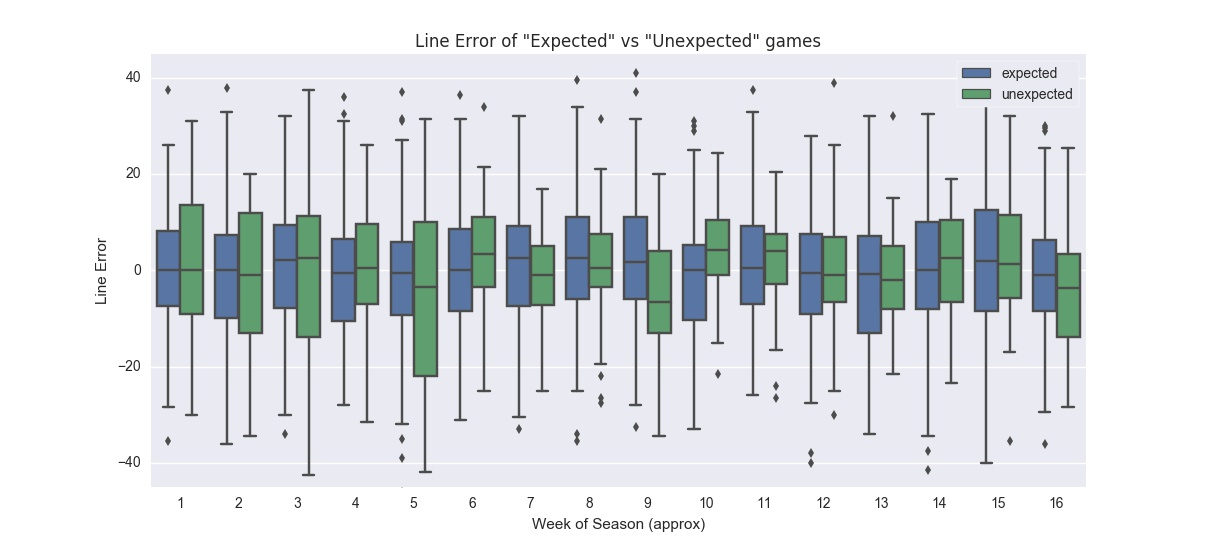 Line Error of "Expected" vs "Unexpected" games
expected
unexpected
40
20
0
−20
−40
Line Error
1 2 3 4 5 6 7 8 9 10 11 12 13 14 15 16
Week of Season (approx)